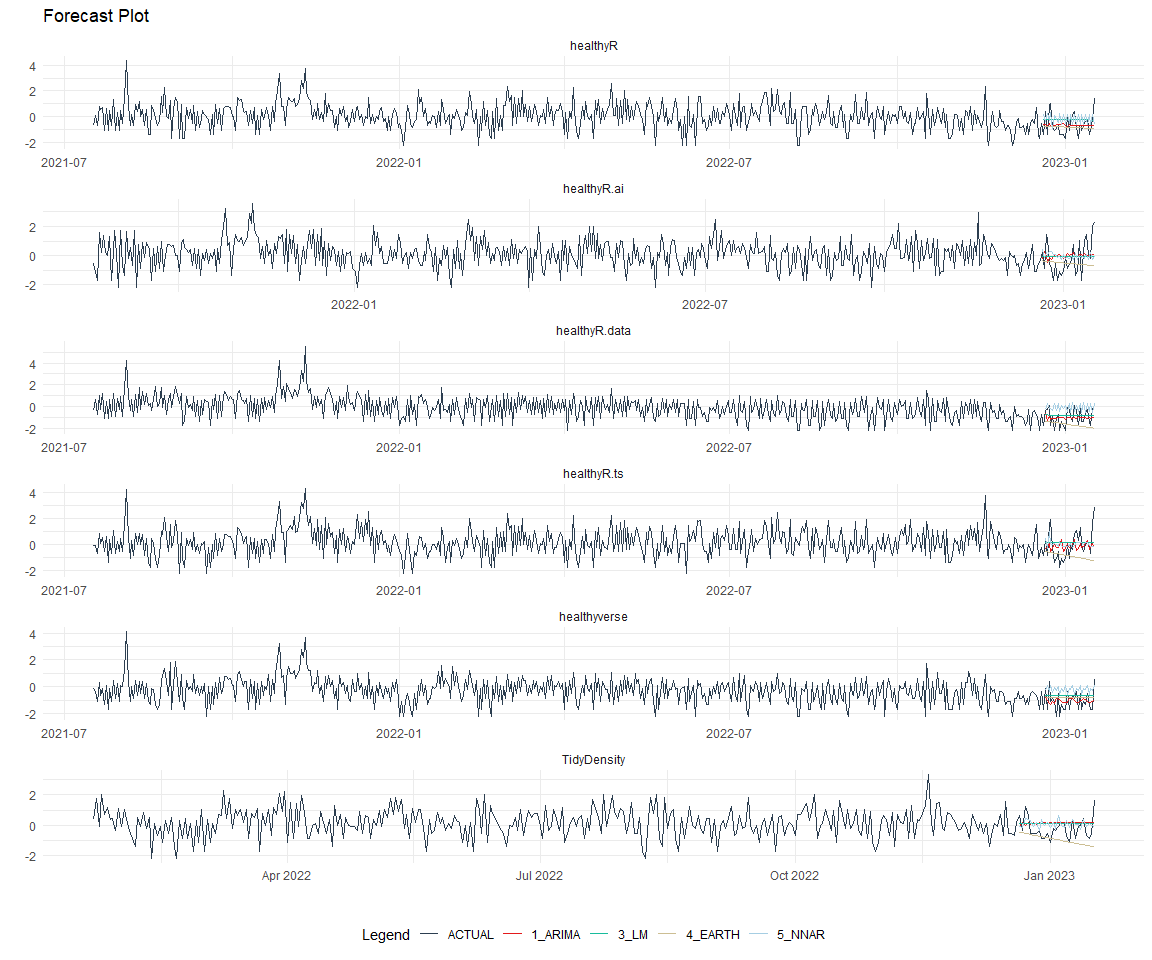 Forecast Plot
healthyR
4
2
0
-2
2021-07 2022-01 2022-07 2023-01
healthyR.ai
2
0
-2
2022-01 2022-07 2023-01
healthyR.data
4
2
0
-2
2021-07 2022-01 2022-07 2023-01
healthyR.ts
4
2
0
-2
2021-07 2022-01 2022-07 2023-01
healthyverse
4
2
0
-2
2021-07 2022-01 2022-07 2023-01
TidyDensity
2
0
-2
Apr 2022 Jul 2022 Oct 2022 Jan 2023
Legend ACTUAL 1_ARIMA 3_LM 4_EARTH 5_NNAR